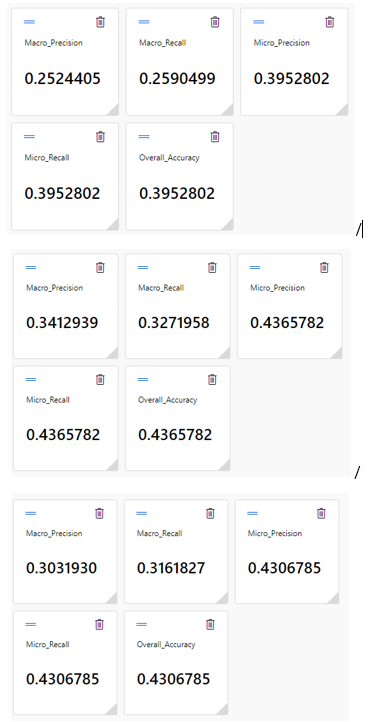 Macro_Precision Macro_Recall Micro_Precision
0.2524405 0.2590499 0.3952802
Micro_Recall Overall_Accuracy
0.3952802 0.3952802
/
Macro_Precision Macro_Recall Micro_Precision
0.3412939 0.3271958 0.4365782
Micro_Recall Overall_Accuracy
0.4365782 0.4365782
/
Macro_Precision Macro_Recall Micro_Precision
0.3031930 0.3161827 0.4306785
Micro_Recall Overall_Accuracy
0.4306785 0.4306785